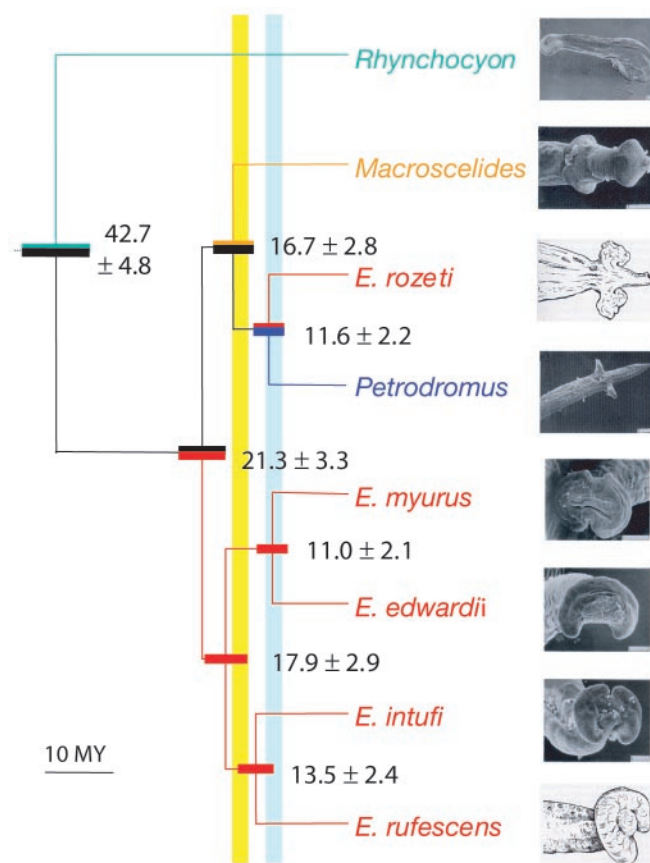 Rhynchocyon
Macroscelides
42.7
± 4.8
16.7 ± 2.8
E. rozeti
11.6 ± 2.2
Petrodromus
21.3 ± 3.3
E. myurus
11.0 ± 2.1
E. edwardii
17.9 ± 2.9
E. intufi
10 MY
13.5 ± 2.4
E. rufescens